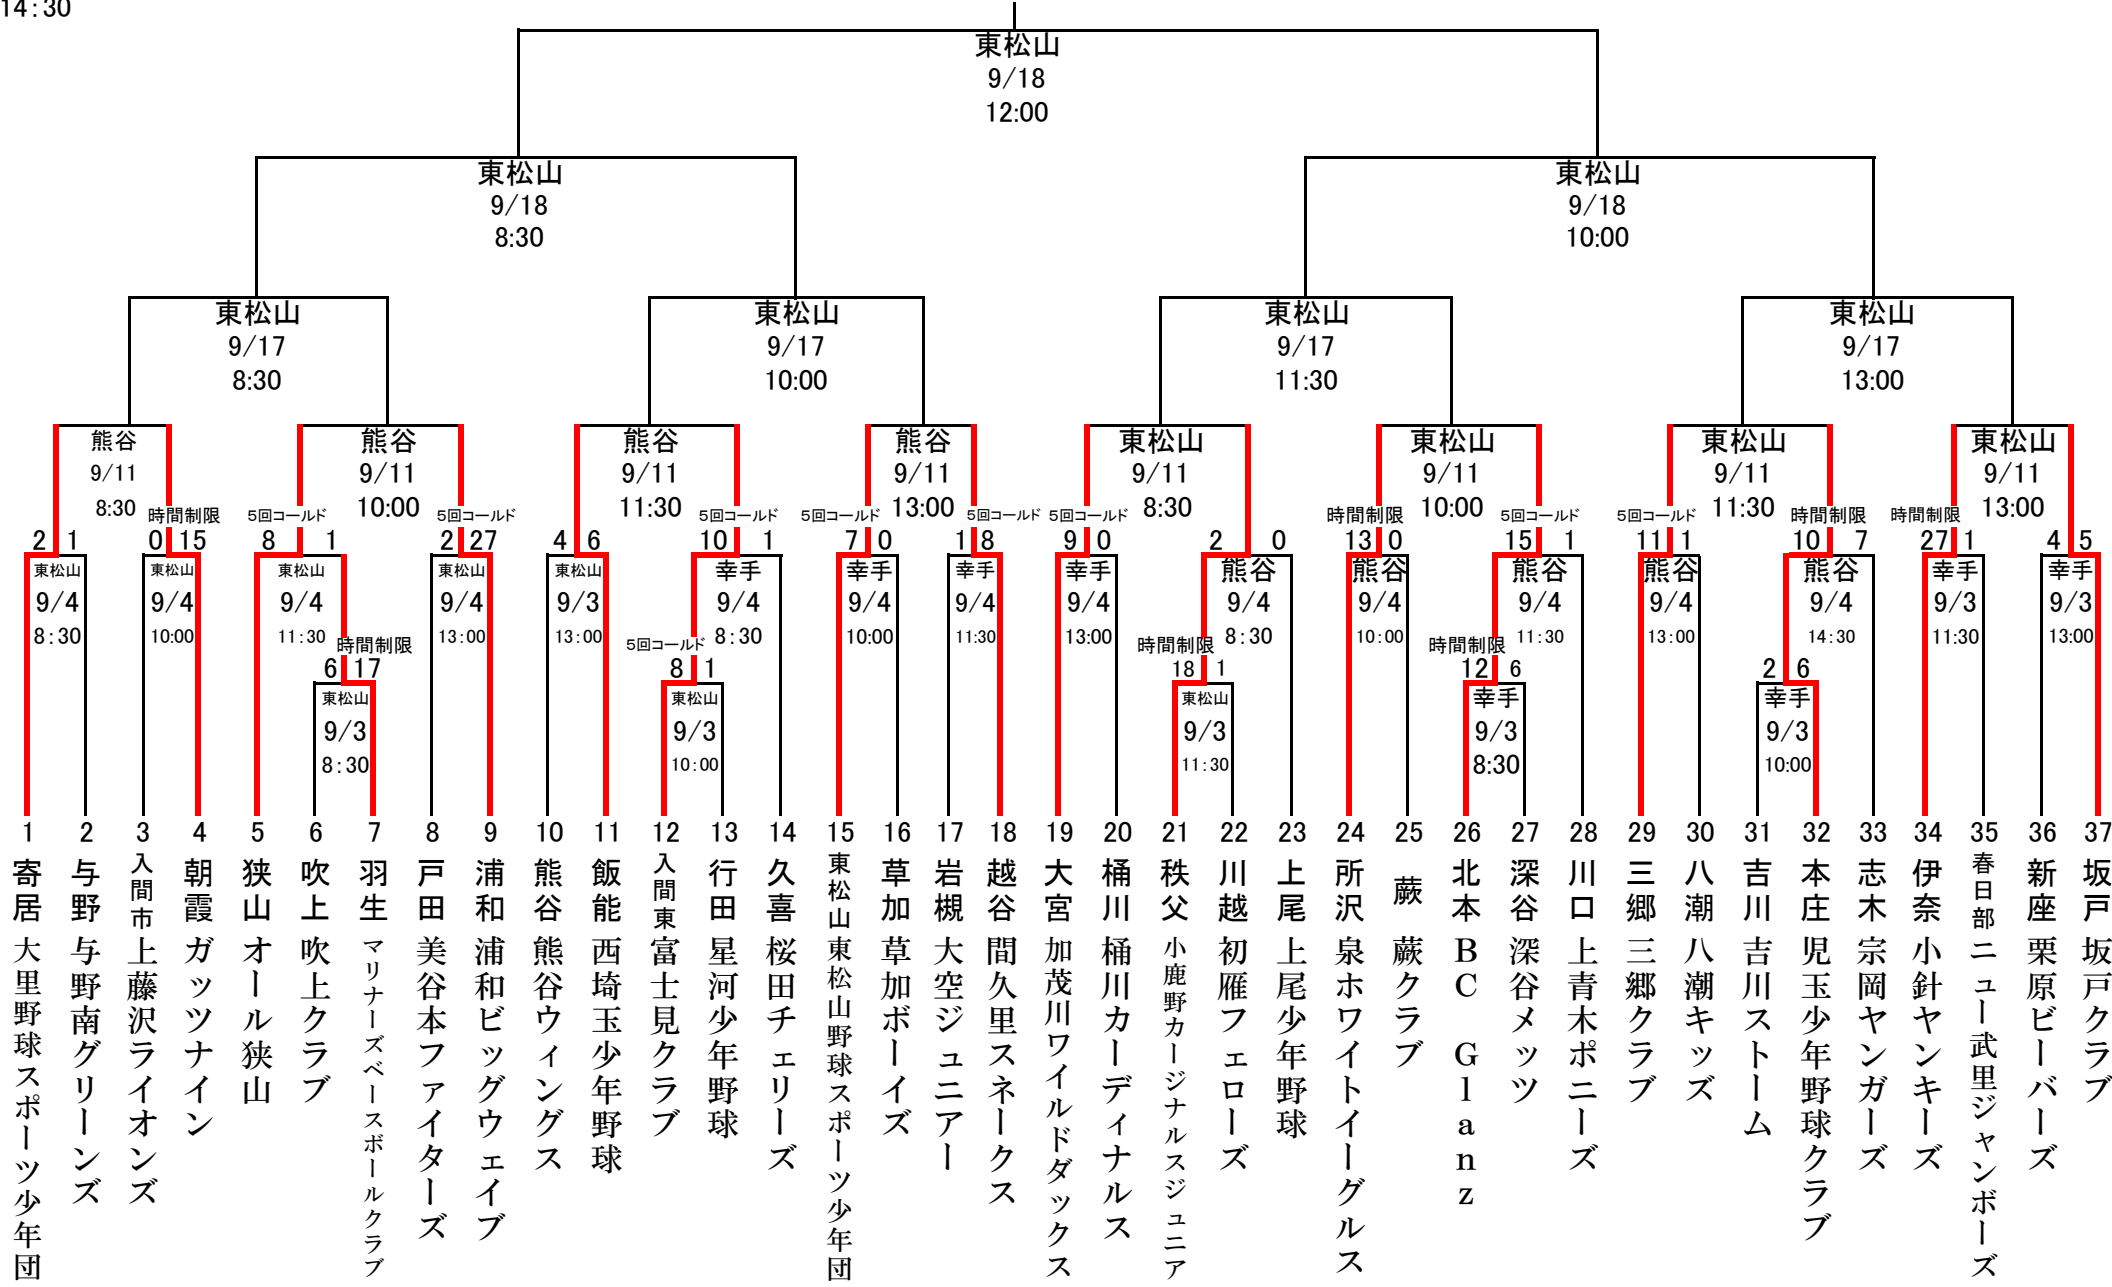 14:30
東松山
9/18
12:00
東松山
9/18
8:30
東松山
9/18
10:00
東松山
9/17
8:30
東松山
9/17
10:00
東松山
9/17
11:30
東松山
9/17
13:00
熊谷
9/11
8:30
熊谷
9/11
10:00
熊谷
9/11
11:30
熊谷
9/11
13:00
東松山
9/11
8:30
東松山
9/11
10:00
東松山
9/11
11:30
東松山
9/11
13:00
2 1
東松山
9/4
8:30
時間制限
0 15
東松山
9/4
10:00
5回コールド
8 1
東松山
9/4
11:30
5回コールド
2 27
東松山
9/4
13:00
4 6
東松山
9/3
13:00
5回コールド
10 1
幸手
9/4
8:30
5回コールド
7 0
幸手
9/4
10:00
5回コールド
1 8
幸手
9/4
11:30
5回コールド
9 0
幸手
9/4
13:00
2 0
熊谷
9/4
8:30
時間制限
13 0
熊谷
9/4
10:00
5回コールド
15 1
熊谷
9/4
11:30
5回コールド
11 1
熊谷
9/4
13:00
時間制限
10 7
熊谷
9/4
14:30
時間制限
27 1
幸手
9/3
11:30
4 5
幸手
9/3
13:00
時間制限
6 17
東松山
9/3
8:30
5回コールド
8 1
東松山
9/3
10:00
時間制限
18 1
東松山
9/3
11:30
時間制限
12 6
幸手
9/3
8:30
2 6
幸手
9/3
10:00
1 寄居 大里野球スポーツ少年団
2 与野 与野南グリーンズ
3 入間市 上藤沢ライオンズ
4 朝霞 ガッツナイン
5 狭山 オール狭山
6 吹上 吹上クラブ
7 羽生 マリナーズベースボールクラブ
8 戸田 美谷本ファイターズ
9 浦和 浦和ビッグウェイブ
10 熊谷 熊谷ウィングス
11 飯能 西埼玉少年野球
12 入間東 富士見クラブ
13 行田 星河少年野球
14 久喜 桜田チェリーズ
15 東松山 東松山野球スポーツ少年団
16 草加 草加ボーイズ
17 岩槻 大空ジュニアー
18 越谷 間久里スネークス
19 大宮 加茂川ワイルドダックス
20 桶川 桶川カーディナルス
21 秩父 小鹿野カージナルスジュニア
22 川越 初雁フェローズ
23 上尾 上尾少年野球
24 所沢 泉ホワイトイーグルス
25 蕨 蕨クラブ
26 北本 BC Glanz
27 深谷 深谷メッツ
28 川口 上青木ポニーズ
29 三郷 三郷クラブ
30 八潮 八潮キッズ
31 吉川 吉川ストーム
32 本庄 児玉少年野球クラブ
33 志木 宗岡ヤンガーズ
34 伊奈 小針ヤンキーズ
35 春日部 ニュー武里ジャンボーズ
36 新座 栗原ビーバーズ
37 坂戸 坂戸クラブ